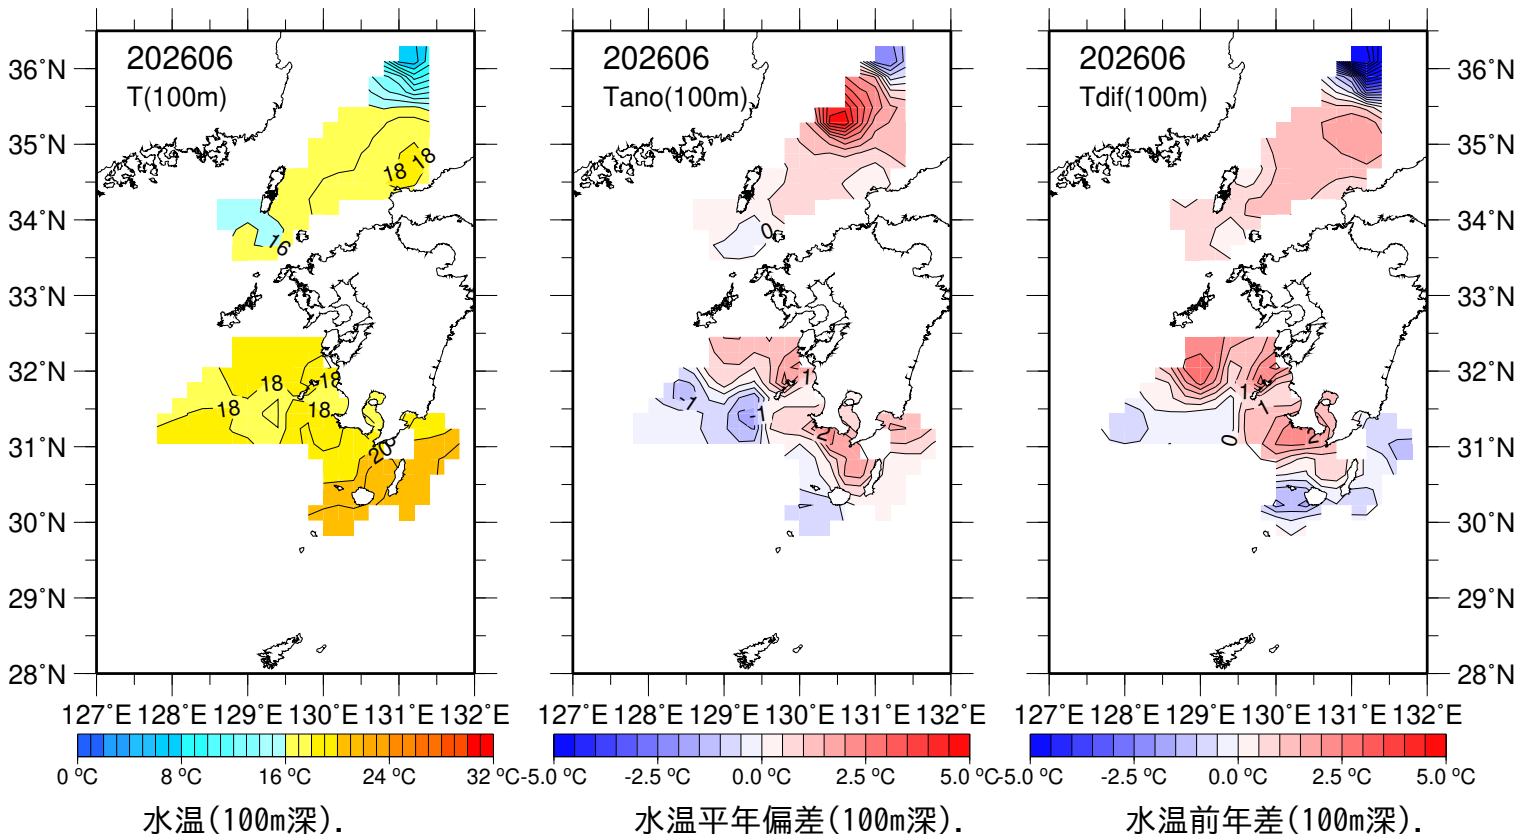 202606
T(100m)
202606
Tano(100m)
202606
Tdif(100m)
36°N
35°N
34°N
33°N
32°N
31°N
30°N
29°N
28°N
36°N
35°N
34°N
33°N
32°N
31°N
30°N
29°N
28°N
18
18
16
18
18
18
18
20
0
1
-1
-1
2
1
1
0
2
127°E 128°E 129°E 130°E 131°E 132°E
127°E 128°E 129°E 130°E 131°E 132°E
127°E 128°E 129°E 130°E 131°E 132°E
0 °C 8 °C 16 °C 24 °C 32 °C
-5.0 °C -2.5 °C 0.0 °C 2.5 °C 5.0 °C
-5.0 °C -2.5 °C 0.0 °C 2.5 °C 5.0 °C
水温(100m深).
水温平年偏差(100m深).
水温前年差(100m深).